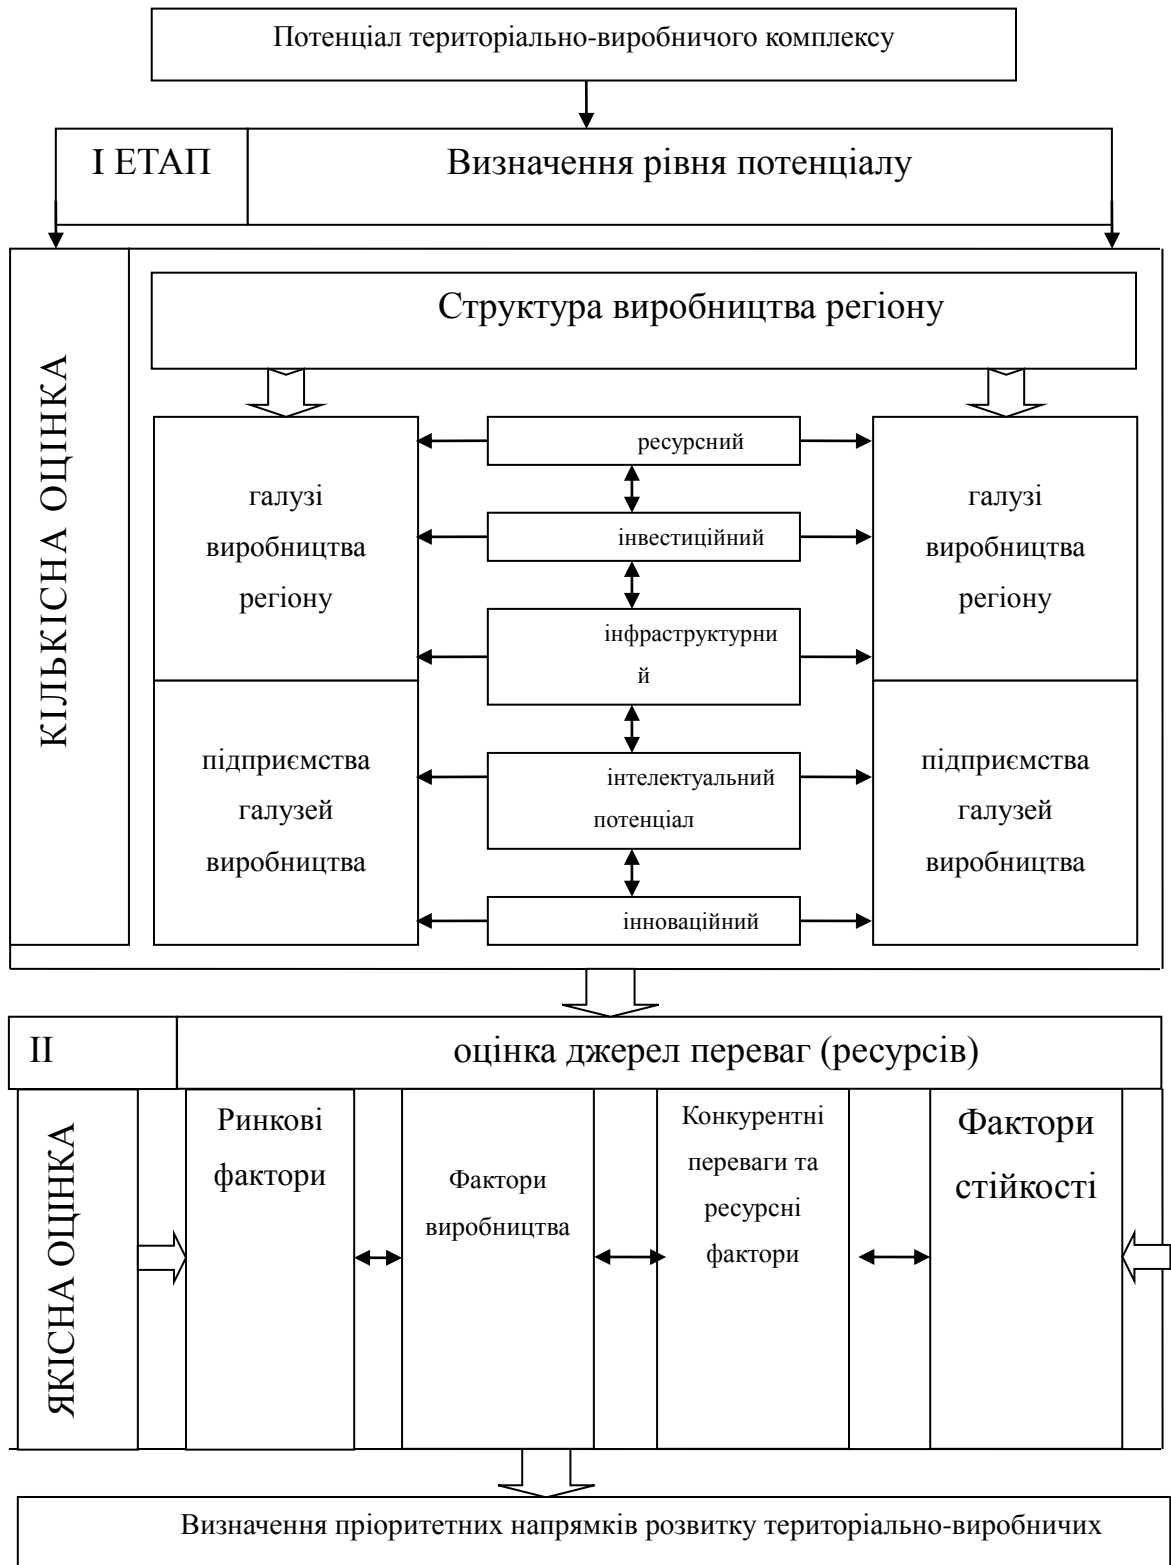 Потенціал територіально-виробничого комплексу
І ЕТАП
Визначення рівня потенціалу
КІЛЬКІСНА ОЦІНКА
Структура виробництва регіону
галузі
виробництва
регіону
підприємства
галузей
виробництва
ресурсний
інвестиційний
інфраструктурни
й
інтелектуальний
потенціал
інноваційний
галузі
виробництва
регіону
підприємства
галузей
виробництва
ІІ
оцінка джерел переваг (ресурсів)
ЯКІСНА ОЦІНКА
Ринкові
фактори
Фактори
виробництва
Конкурентні
переваги та
ресурсні
фактори
Фактори
стійкості
Визначення пріоритетних напрямків розвитку територіально-виробничих